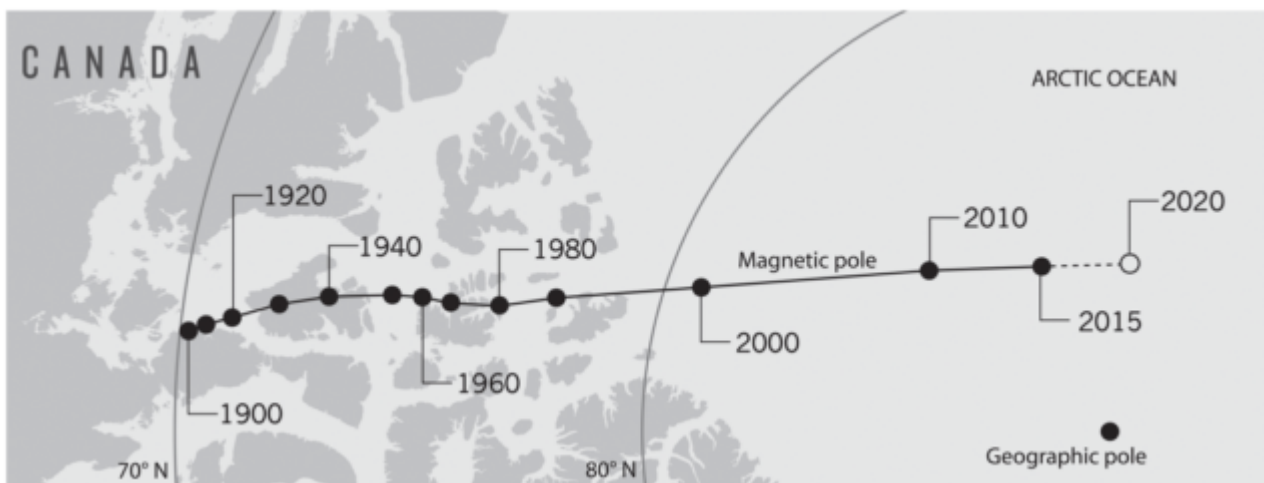 CANADA
ARCTIC OCEAN
1920
2020
2010
1940
1980
Magnetic pole
2015
2000
1960
1900
Geographic pole
70° N
80° N